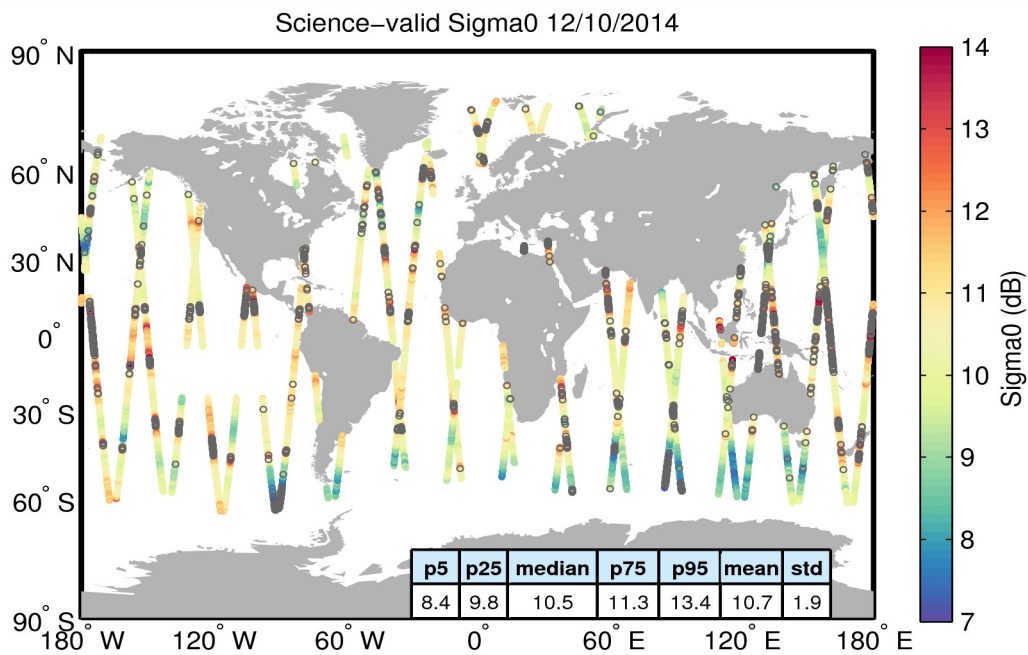 Science−valid Sigma0 12/10/2014
90° N
60° N
30° N
0°
30° S
60° S
90° S
180° W
120° W
60° W
0°
60° E
120° E
180° E
p5 p25 median p75 p95 mean std
8.4 9.8 10.5 11.3 13.4 10.7 1.9
14
13
12
11
10
9
8
7
Sigma0 (dB)